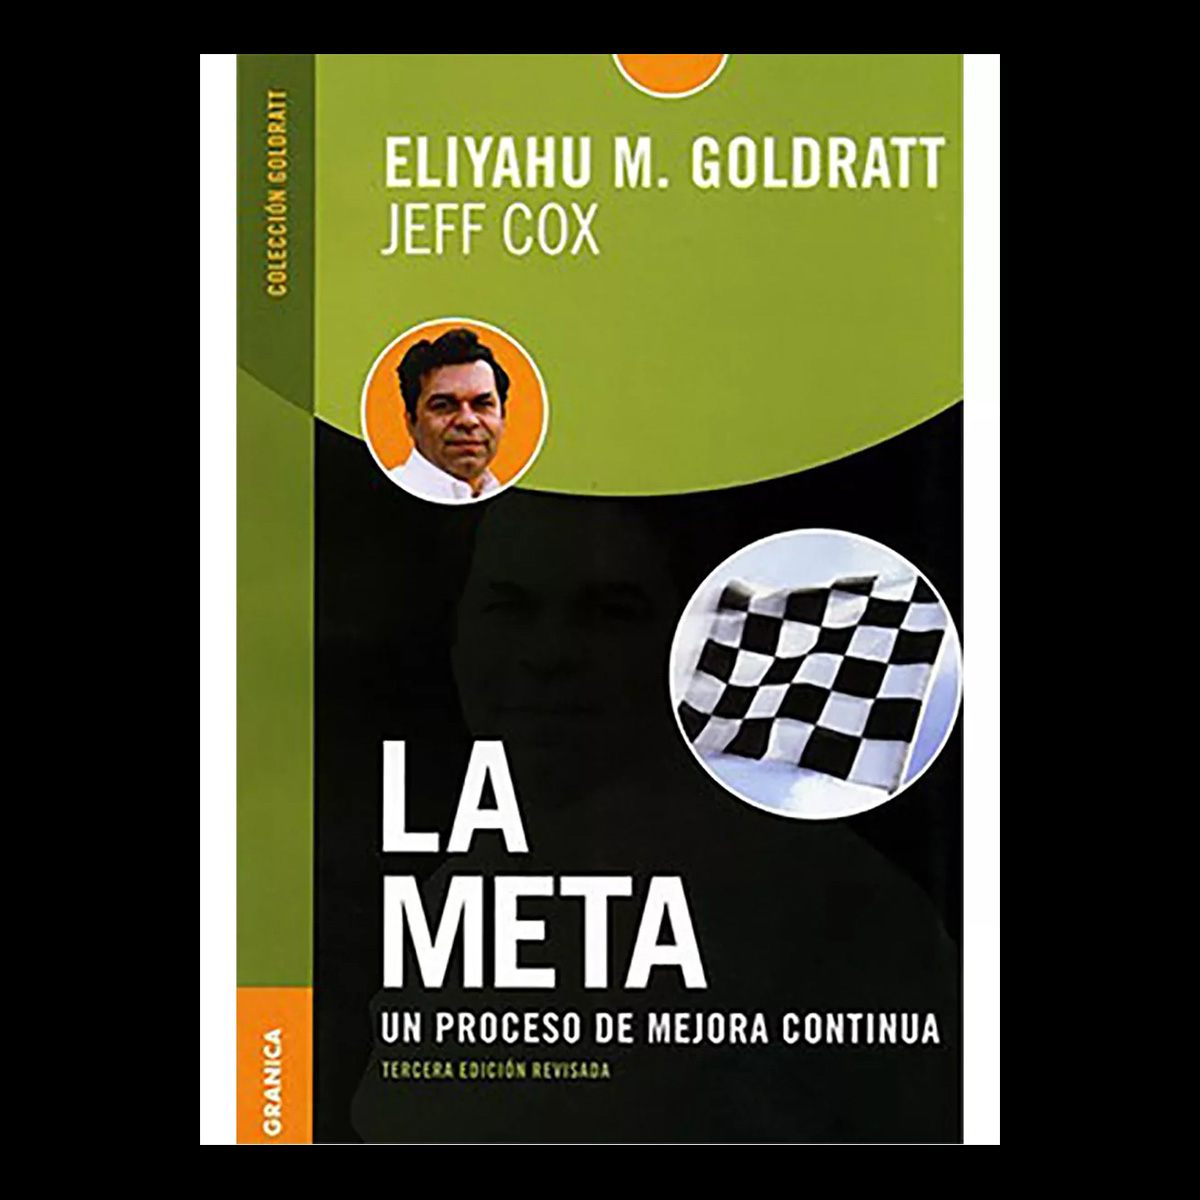 COLECCIÓN GOLDRATT
ELIYAHU M. GOLDRATT
JEFF COX
LA
META
UN PROCESO DE MEJORA CONTINUA
TERCERA EDICIÓN REVISADA
GRANICA